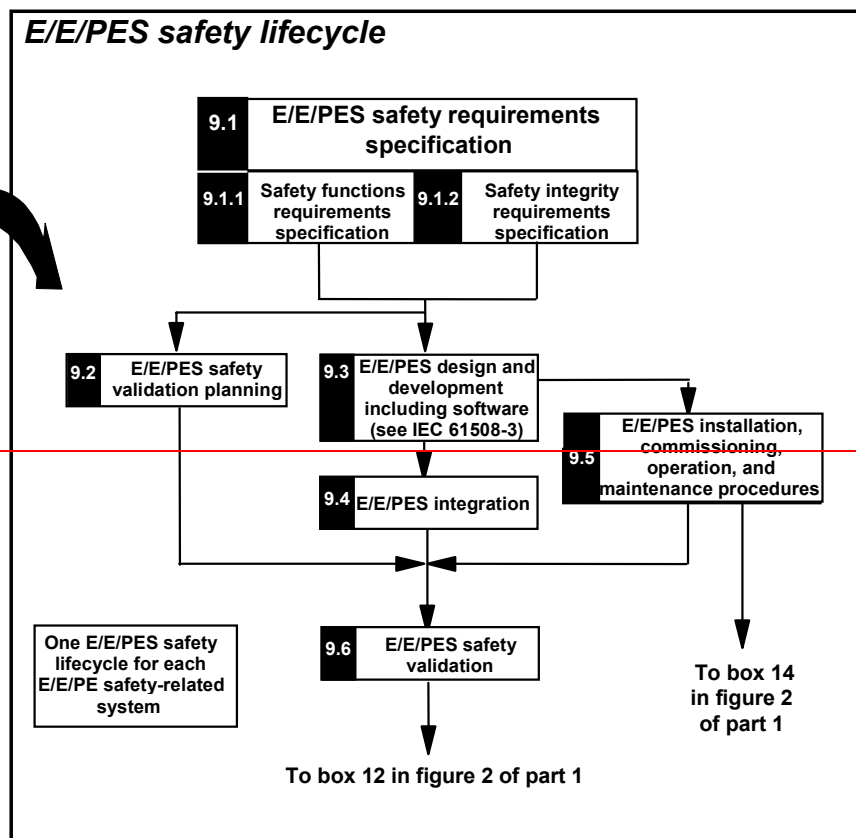 E/E/PES safety lifecycle
9.1
E/E/PES safety requirements
specification
9.1.1
Safety functions
requirements
specification
9.1.2
Safety integrity
requirements
specification
9.2
E/E/PES safety
validation planning
9.3
E/E/PES design and
development
including software
(see IEC 61508-3)
9.5
E/E/PES installation,
commissioning,
operation, and
maintenance procedures
9.4
E/E/PES integration
One E/E/PES safety
lifecycle for each
E/E/PE safety-related
system
9.6
E/E/PES safety
validation
To box 14
in figure 2
of part 1
To box 12 in figure 2 of part 1